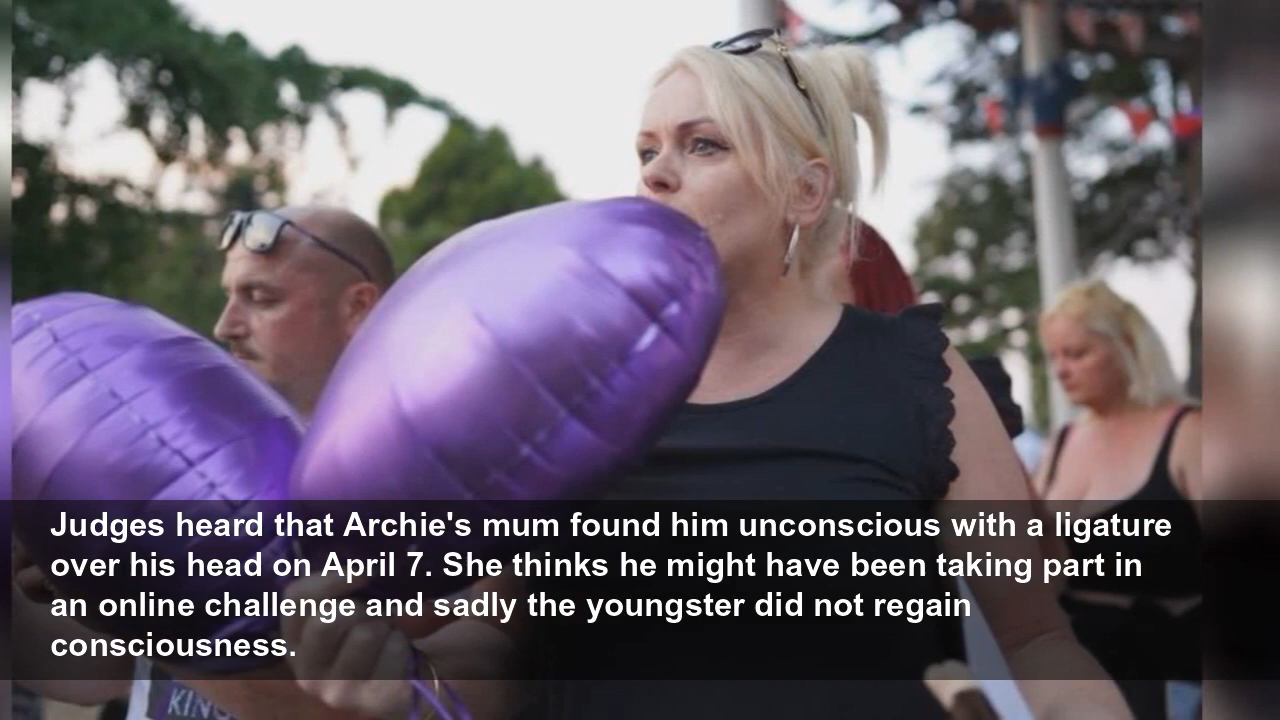 Judges heard that Archie's mum found him unconscious with a ligature
over his head on April 7. She thinks he might have been taking part in
an online challenge and sadly the youngster did not regain
consciousness.